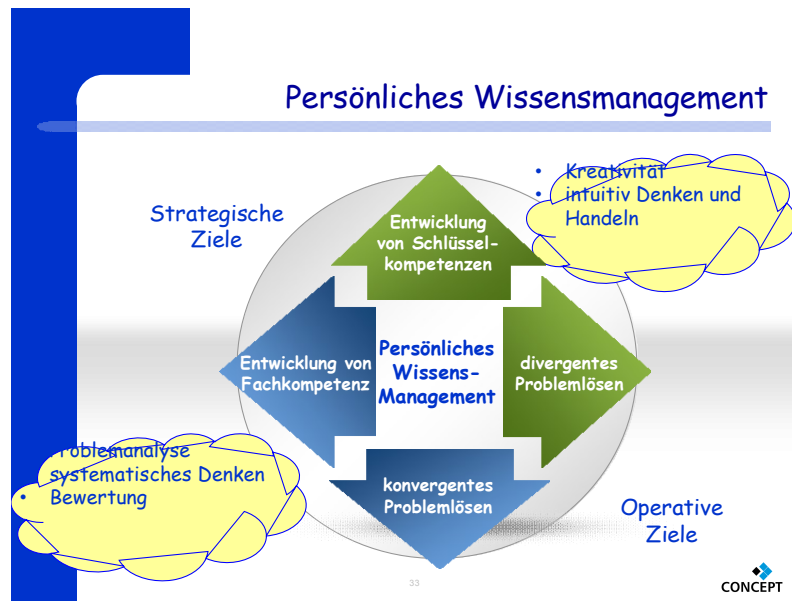 Persönliches Wissensmanagement
• Kreativität
• intuitiv Denken und
Handeln
Strategische
Ziele
Entwicklung
von Schlüssel-
kompetenzen
Entwicklung von
Fachkompetenz
Persönliches
Wissens-
Management
divergentes
Problemlösen
Problemanalyse
systematisches Denken
• Bewertung
konvergentes
Problemlösen
Operative
Ziele
33
CONCEPT